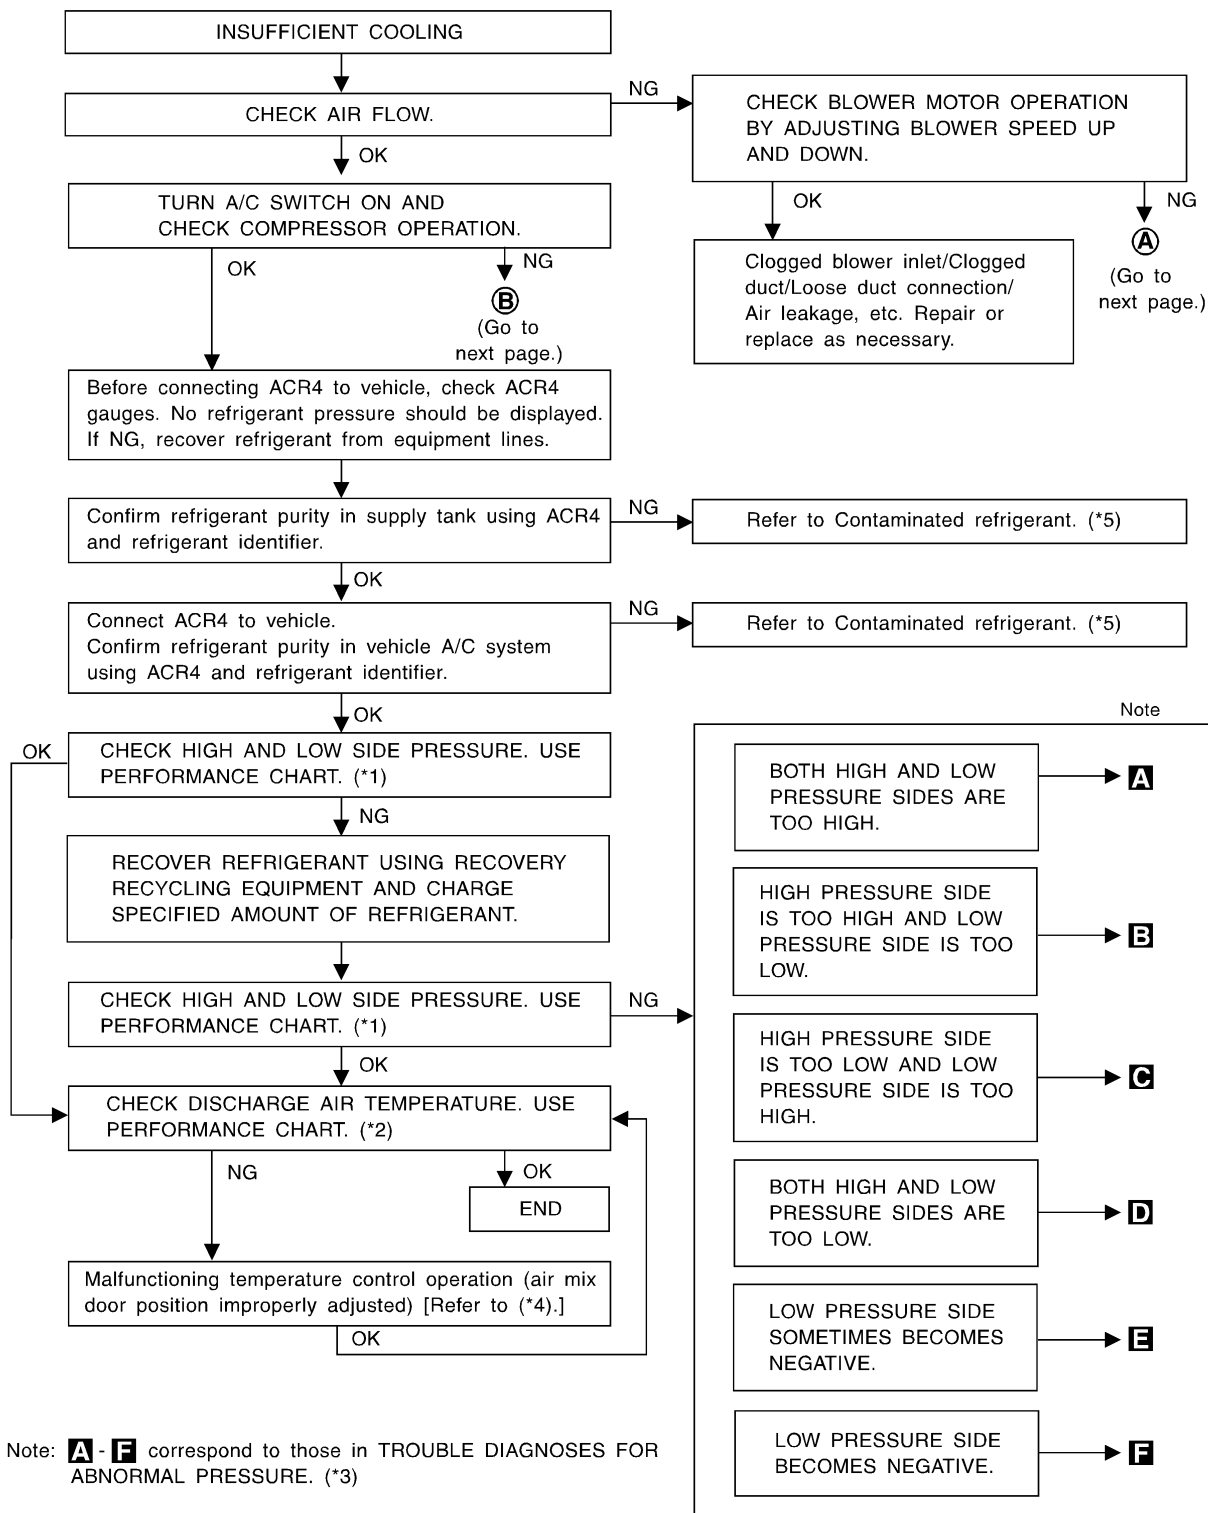 INSUFFICIENT COOLING
CHECK AIR FLOW.
NG
CHECK BLOWER MOTOR OPERATION
BY ADJUSTING BLOWER SPEED UP
AND DOWN.
OK
OK
NG
TURN A/C SWITCH ON AND
CHECK COMPRESSOR OPERATION.
A
(Go to
next page.)
Clogged blower inlet/Clogged
duct/Loose duct connection/
Air leakage, etc. Repair or
replace as necessary.
OK
NG
B
(Go to
next page.)
Before connecting ACR4 to vehicle, check ACR4
gauges. No refrigerant pressure should be displayed.
If NG, recover refrigerant from equipment lines.
Confirm refrigerant purity in supply tank using ACR4
and refrigerant identifier.
NG
Refer to Contaminated refrigerant. (*5)
OK
Connect ACR4 to vehicle.
Confirm refrigerant purity in vehicle A/C system
using ACR4 and refrigerant identifier.
NG
Refer to Contaminated refrigerant. (*5)
OK
OK
CHECK HIGH AND LOW SIDE PRESSURE. USE
PERFORMANCE CHART. (*1)
NG
RECOVER REFRIGERANT USING RECOVERY
RECYCLING EQUIPMENT AND CHARGE
SPECIFIED AMOUNT OF REFRIGERANT.
CHECK HIGH AND LOW SIDE PRESSURE. USE
PERFORMANCE CHART. (*1)
NG
OK
CHECK DISCHARGE AIR TEMPERATURE. USE
PERFORMANCE CHART. (*2)
NG
OK
END
Malfunctioning temperature control operation (air mix
door position improperly adjusted) [Refer to (*4).]
OK
Note
BOTH HIGH AND LOW
PRESSURE SIDES ARE
TOO HIGH.
A
HIGH PRESSURE SIDE
IS TOO HIGH AND LOW
PRESSURE SIDE IS TOO
LOW.
B
HIGH PRESSURE SIDE
IS TOO LOW AND LOW
PRESSURE SIDE IS TOO
HIGH.
C
BOTH HIGH AND LOW
PRESSURE SIDES ARE
TOO LOW.
D
LOW PRESSURE SIDE
SOMETIMES BECOMES
NEGATIVE.
E
LOW PRESSURE SIDE
BECOMES NEGATIVE.
F
Note: A - F correspond to those in TROUBLE DIAGNOSES FOR
ABNORMAL PRESSURE. (*3)